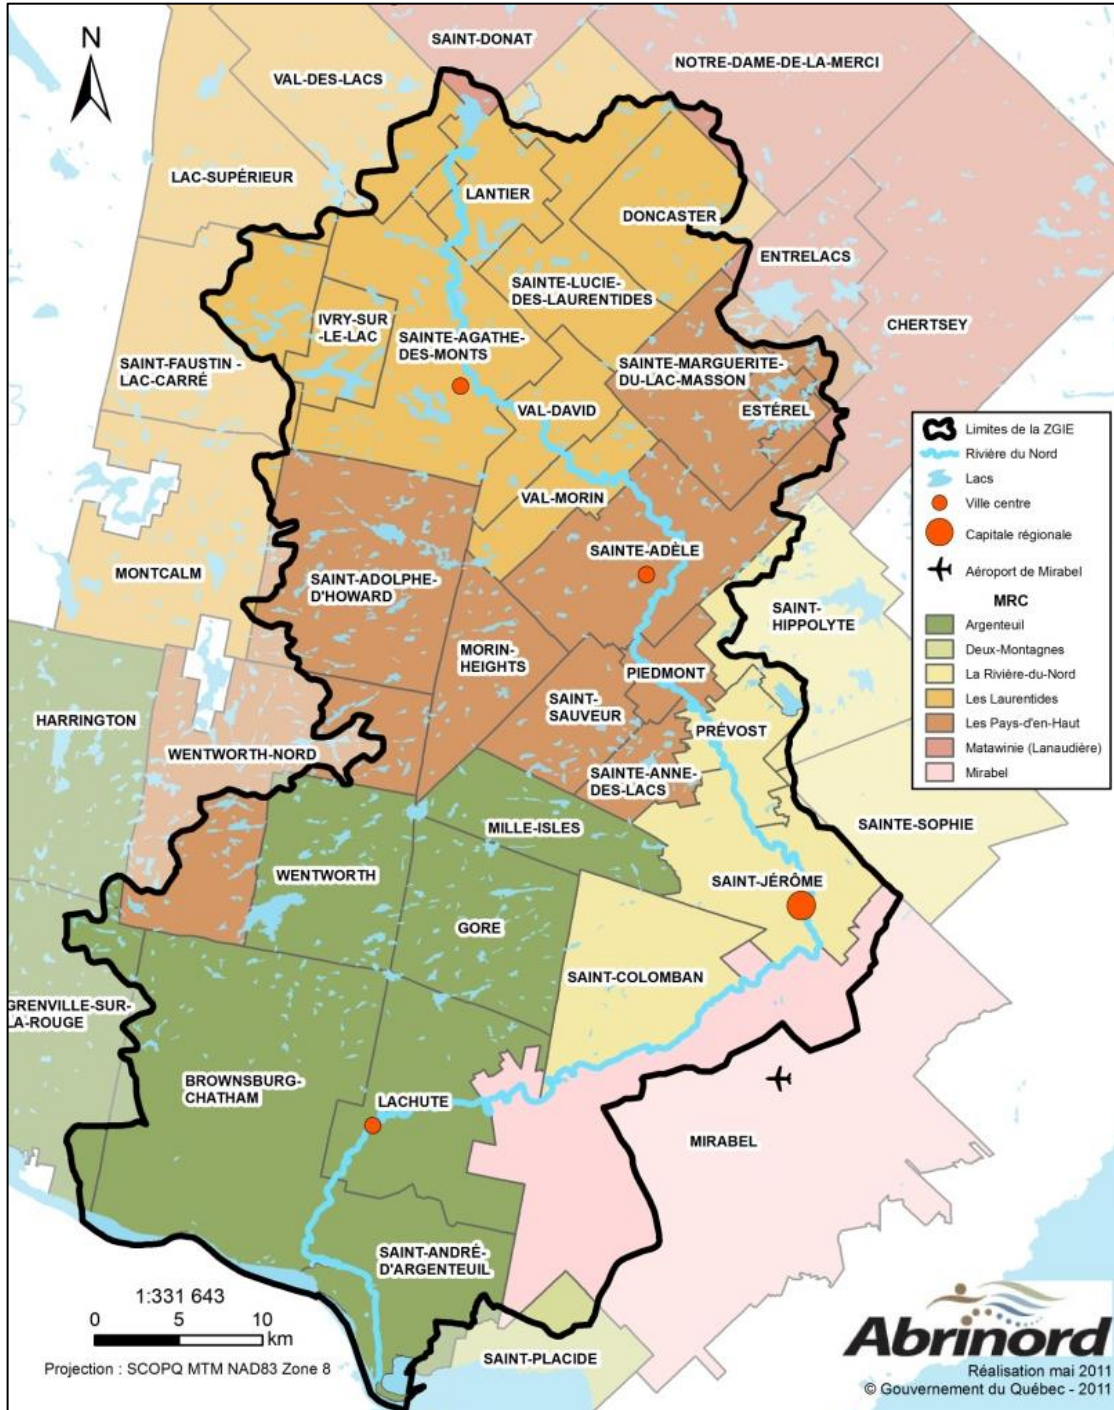 N
SAINT-DONAT
NOTRE-DAME-DE-LA-MERCI
VAL-DES-LACS
LAC-SUPÉRIEUR
LANTIER
DONCASTER
ENTRELACS
SAINTE-LUCIE-
DES-LAURENTIDES
IVRY-SUR
-LE-LAC
SAINTE-AGATHE-
DES-MONTS
CHERTSEY
SAINT-FAUSTIN -
LAC-CARRÉ
SAINTE-MARGUERITE-
DU-LAC-MASSON
VAL-DAVID
ESTÉREL
VAL-MORIN
SAINTE-ADÈLE
MONTCALM
SAINT-ADOLPHE-
D'HOWARD
SAINT-
HIPPOLYTE
MORIN-
HEIGHTS
PIEDMONT
SAINT-
SAUVEUR
HARRINGTON
PRÉVOST
WENTWORTH-NORD
SAINTE-ANNE-
DES-LACS
MILLE-ISLES
SAINTE-SOPHIE
WENTWORTH
SAINT-JÉRÔME
GORE
SAINT-COLOMBAN
GRENVILLE-SUR-
LA-ROUGE
BROWNSBURG-
CHATHAM
LACHUTE
MIRABEL
SAINT-ANDRÉ-
D'ARGENTEUIL
SAINT-PLACIDE
Limites de la ZGIE
Rivière du Nord
Lacs
Ville centre
Capitale régionale
Aéroport de Mirabel
MRC
Argenteuil
Deux-Montagnes
La Rivière-du-Nord
Les Laurentides
Les Pays-d'en-Haut
Matawinie (Lanaudière)
Mirabel
1:331 643
0 5 10
km
Projection : SCOPQ MTM NAD83 Zone 8
Abrinord
Réalisation mai 2011
© Gouvernement du Québec - 2011